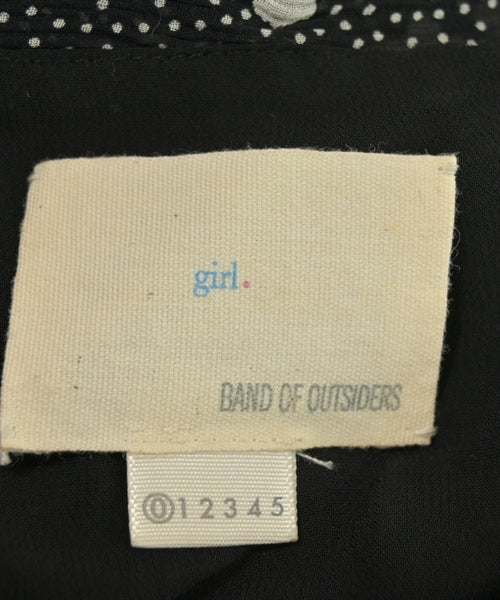 girl.
BAND OF OUTSIDERS
0 1 2 3 4 5